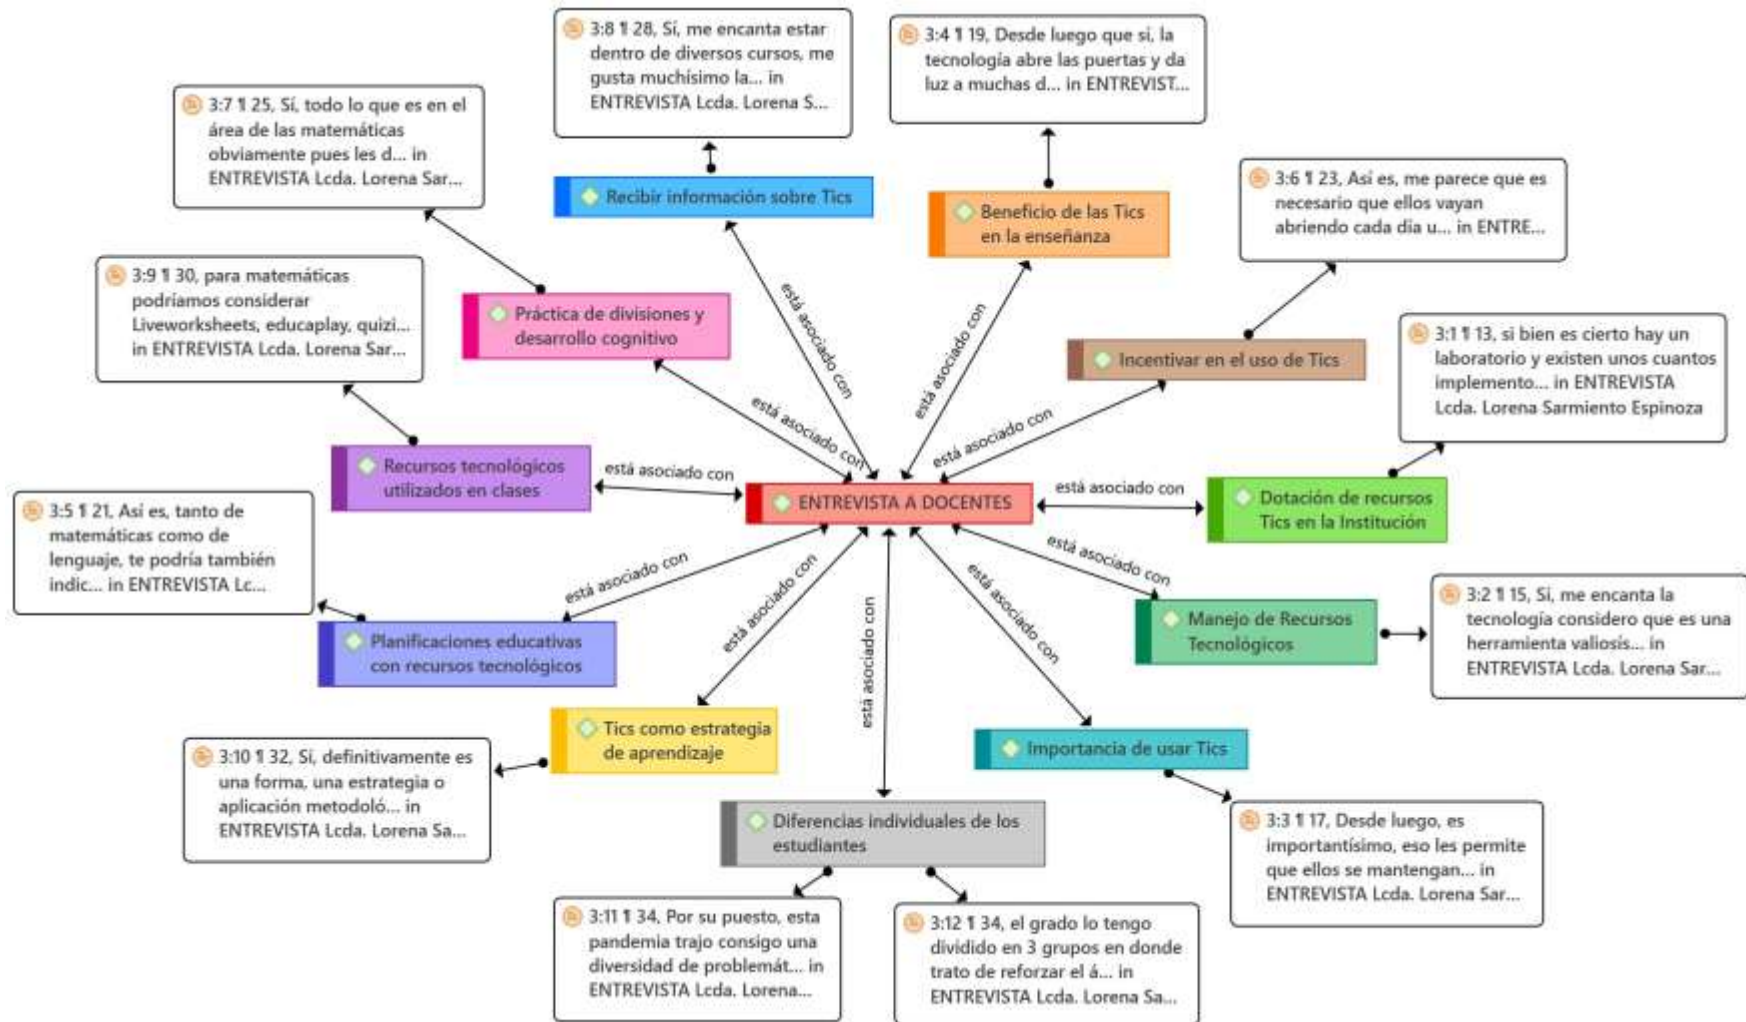 3:8 ¶ 28, Sí, me encanta estar
dentro de diversos cursos, me
gusta muchísimo la... in
ENTREVISTA Lcda. Lorena S...
3:4 ¶ 19, Desde luego que sí, la
tecnología abre las puertas y da
luz a muchas d... in ENTREVIST...
3:7 ¶ 25, Sí, todo lo que es en el
área de las matemáticas
obviamente pues les d... in
ENTREVISTA Lcda. Lorena Sar...
3:6 ¶ 23, Así es, me parece que es
necesario que ellos vayan
abriendo cada día u... in ENTRE...
Recibir información sobre Tics
Beneficio de las Tics
en la enseñanza
3:9 ¶ 30, para matemáticas
podríamos considerar
Liveworksheets, educaplay, quizi...
in ENTREVISTA Lcda. Lorena Sar...
Práctica de divisiones y
desarrollo cognitivo
está asociado con
está asociado con
Incentivar en el uso de Tics
3:1 ¶ 13, si bien es cierto hay un
laboratorio y existen unos cuantos
implemento... in ENTREVISTA
Lcda. Lorena Sarmiento Espinoza
está asociado con
está asociado con
Recursos tecnológicos
utilizados en clases
está asociado con
ENTREVISTA A DOCENTES
está asociado con
Dotación de recursos
Tics en la Institución
3:5 ¶ 21, Así es, tanto de
matemáticas como de
lenguaje, te podría también
indic... in ENTREVISTA Lc...
está asociado con
está asociado con
está asociado con
está asociado con
está asociado con
Planificaciones educativas
con recursos tecnológicos
Manejo de Recursos
Tecnológicos
3:2 ¶ 15, Sí, me encanta la
tecnología considero que es una
herramienta valiosís... in
ENTREVISTA Lcda. Lorena Sar...
Tics como estrategia
de aprendizaje
Importancia de usar Tics
3:10 ¶ 32, Sí, definitivamente es
una forma, una estrategia o
aplicación metodoló... in
ENTREVISTA Lcda. Lorena Sa...
Diferencias individuales de los
estudiantes
3:3 ¶ 17, Desde luego, es
importantísimo, eso les permite
que ellos se mantengan... in
ENTREVISTA Lcda. Lorena Sar...
3:11 ¶ 34, Por su puesto, esta
pandemia trajo consigo una
diversidad de problemát... in
ENTREVISTA Lcda. Lorena...
3:12 ¶ 34, el grado lo tengo
dividido en 3 grupos en donde
trato de reforzar el á... in
ENTREVISTA Lcda. Lorena Sa...